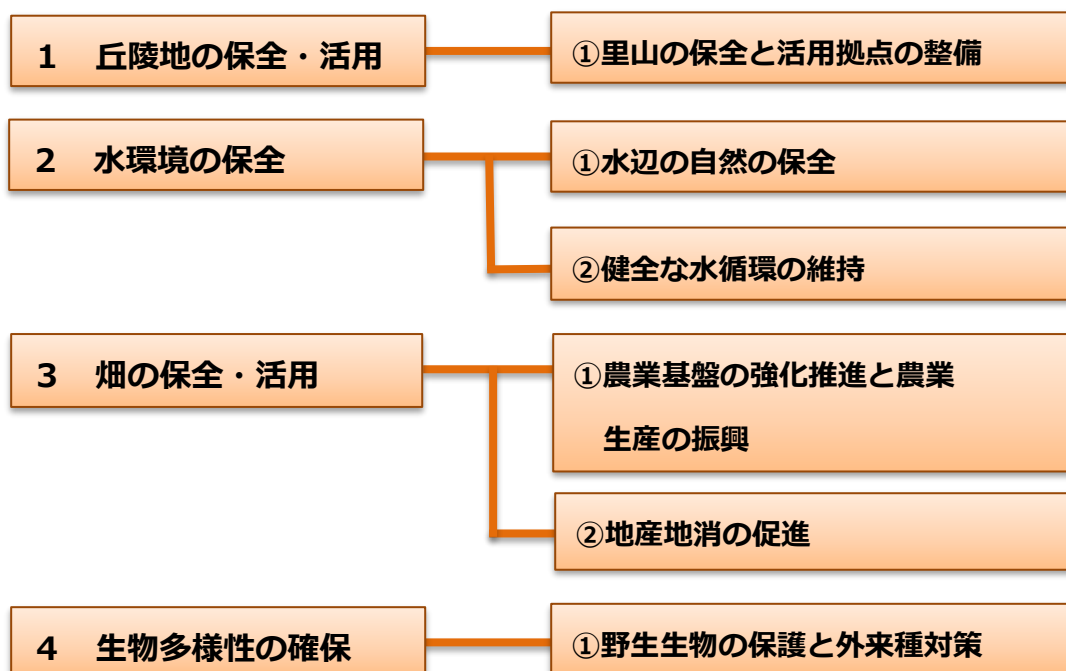 1 丘陵地の保全・活用
①里山の保全と活用拠点の整備
2 水環境の保全
①水辺の自然の保全
②健全な水循環の維持
3 畑の保全・活用
①農業基盤の強化推進と農業
生産の振興
②地産地消の促進
4 生物多様性の確保
①野生生物の保護と外来種対策